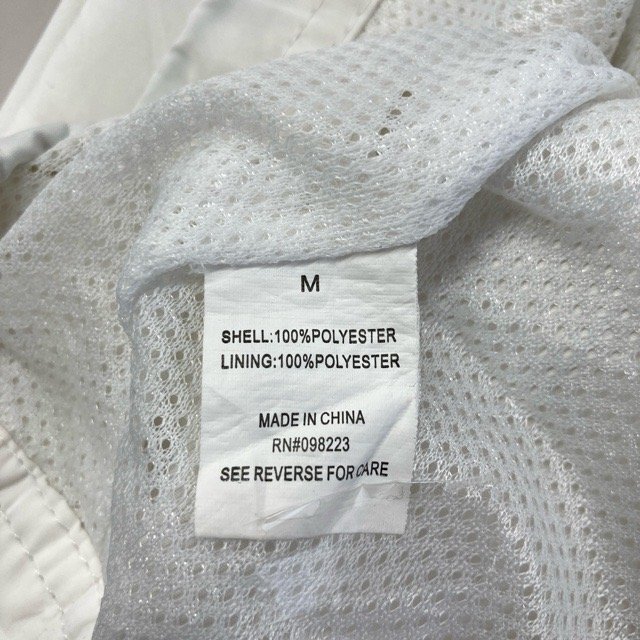 M
SHELL:100%POLYESTER
LINING:100%POLYESTER
MADE IN CHINA
RN#098223
SEE REVERSE FOR CARE